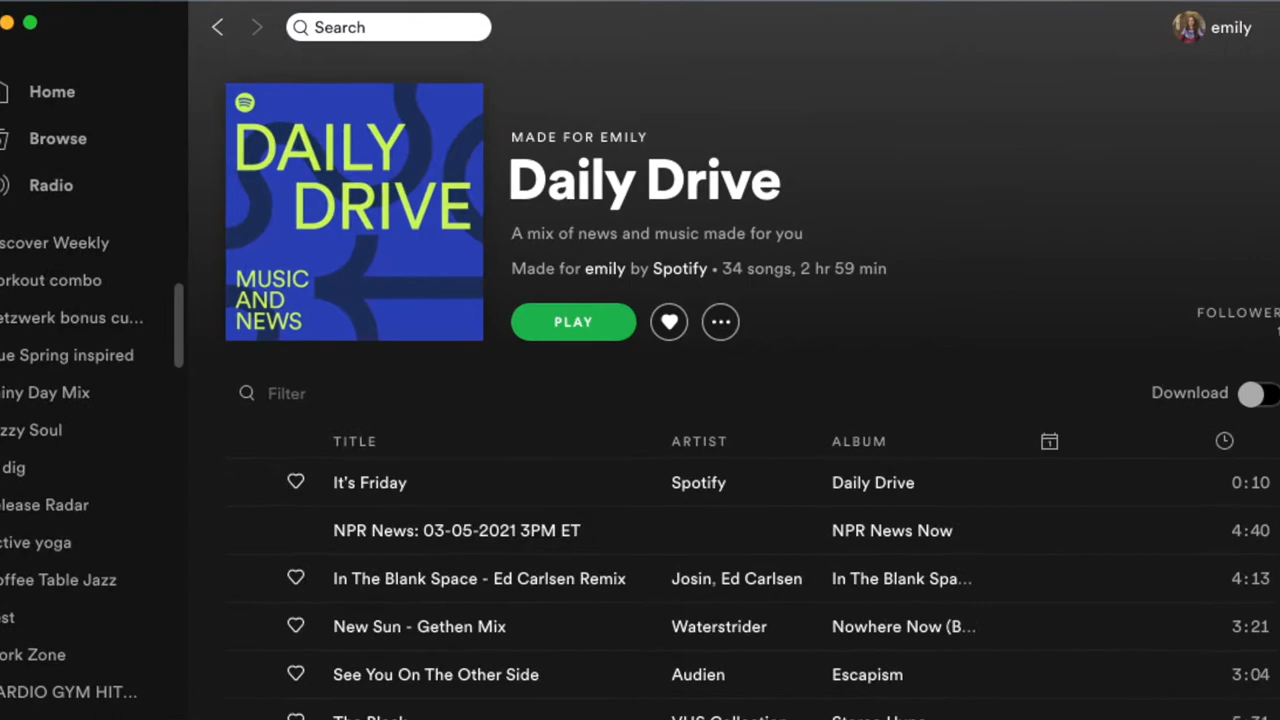 Search
emily
Home
Browse
Radio
scover Weekly
orkout combo
etzwerk bonus cu...
ue Spring inspired
iny Day Mix
zzy Soul
dig
lease Radar
ctive yoga
offee Table Jazz
est
ork Zone
ARDIO GYM HIT...
DAILY
DRIVE
MUSIC
AND
NEWS
MADE FOR EMILY
Daily Drive
A mix of news and music made for you
Made for emily by Spotify • 34 songs, 2 hr 59 min
PLAY
FOLLOWER
Filter
Download
TITLE ARTIST ALBUM
It's Friday Spotify Daily Drive 0:10
NPR News: 03-05-2021 3PM ET NPR News Now 4:40
In The Blank Space - Ed Carlsen Remix Josin, Ed Carlsen In The Blank Spa... 4:13
New Sun - Gethen Mix Waterstrider Nowhere Now (B... 3:21
See You On The Other Side Audien Escapism 3:04